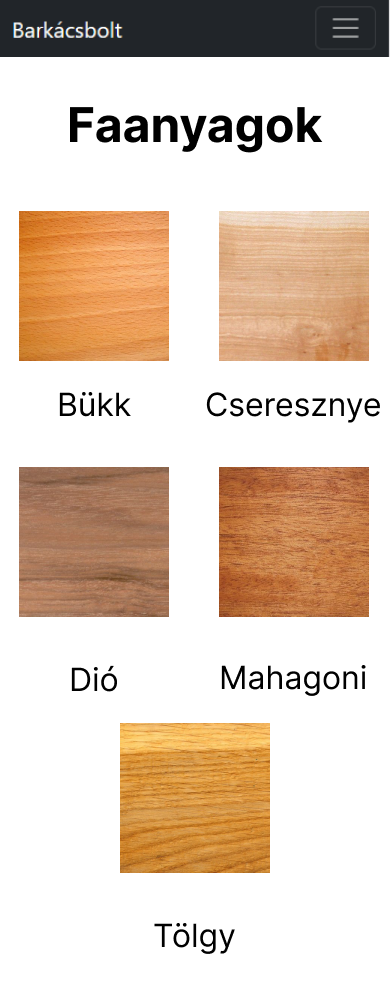 Barkácsbolt
Faanyagok
Bükk
Cseresznye
Dió
Mahagoni
Tölgy